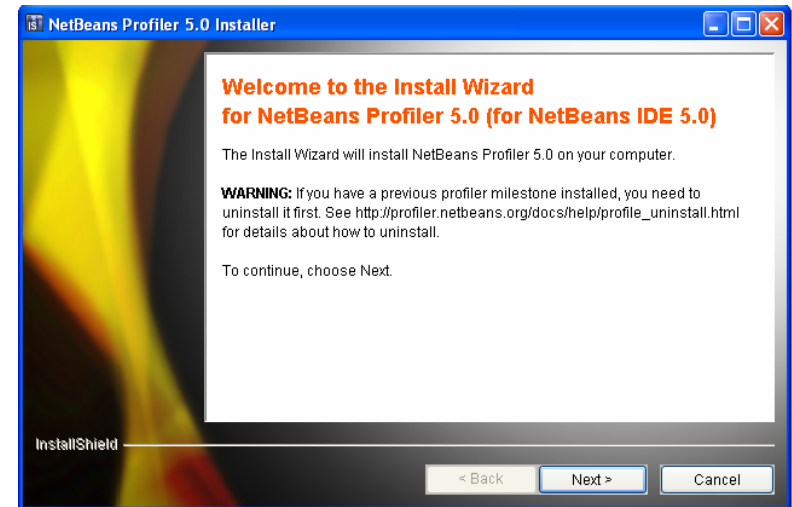 NetBeans Profiler 5.0 Installer
Welcome to the Install Wizard
for NetBeans Profiler 5.0 (for NetBeans IDE 5.0)
The Install Wizard will install NetBeans Profiler 5.0 on your computer.
WARNING: If you have a previous profiler milestone installed, you need to
uninstall it first. See http://profiler.netbeans.org/docs/help/profile_uninstall.html
for details about how to uninstall.
To continue, choose Next.
InstallShield
< Back
Next >
Cancel